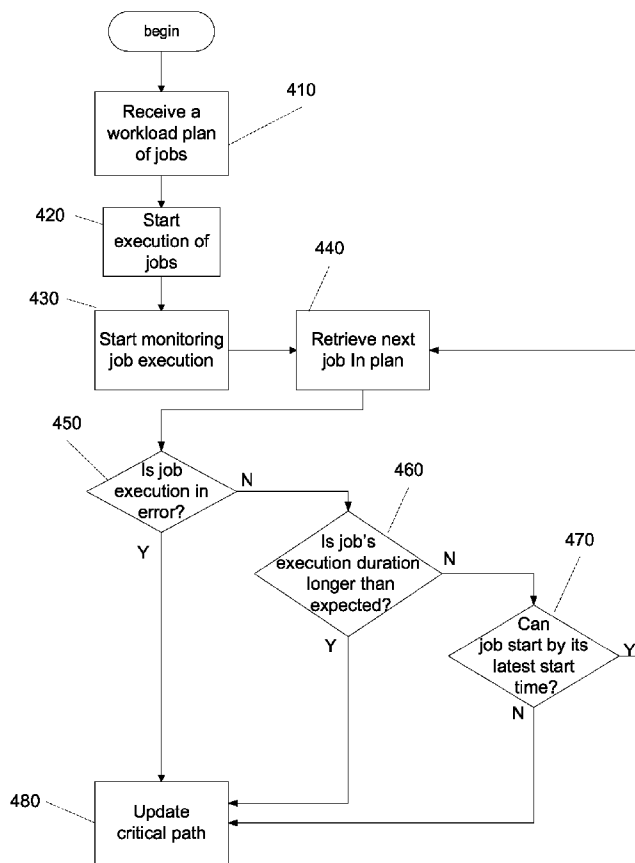 begin
410
Receive a
workload plan
of jobs
420
Start
execution of
jobs
430
440
Start monitoring
job execution
Retrieve next
job In plan
450
Is job
execution in
error?
N
Y
460
Is job's
execution duration
longer than
expected?
N
Y
470
Can
job start by its
latest start
time?
Y
N
480
Update
critical path